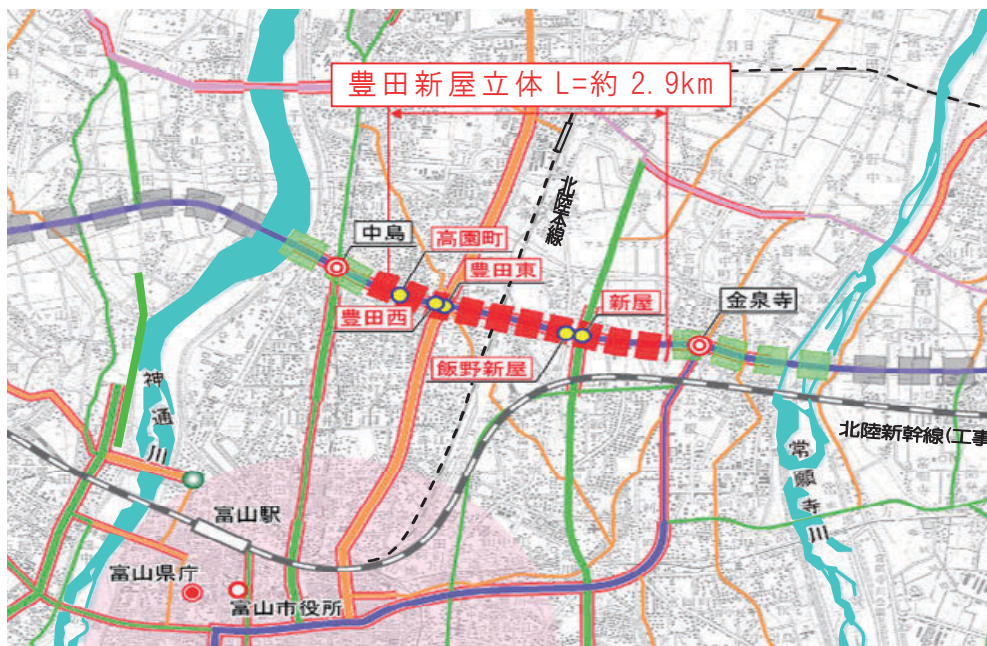 豊田新屋立体 L=約 2.9km
北陸本線
中島
高園町
豊田東
豊田西
新屋
飯野新屋
金泉寺
神通川
北陸新幹線(工事
常願寺川
富山駅
富山県庁
富山市役所